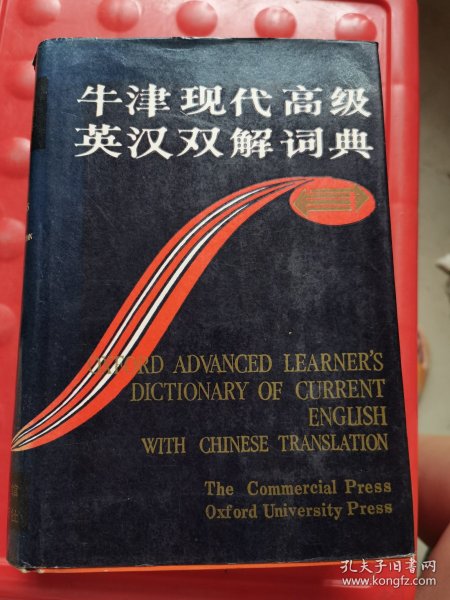 牛津现代高级
英汉双解词典
OXFORD ADVANCED LEARNER'S
DICTIONARY OF CURRENT
ENGLISH
WITH CHINESE TRANSLATION
The Commercial Press
Oxford University Press
孔夫子旧书网
www.kongfz.com